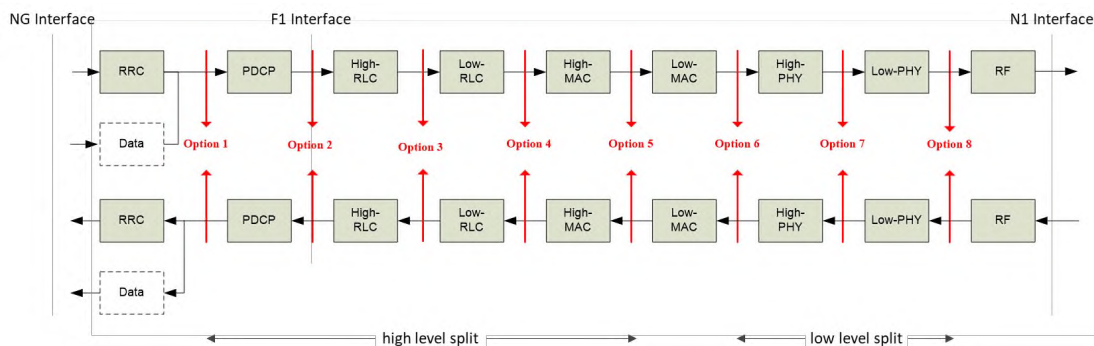 NG Interface
F1 Interface
N1 Interface
RRC
PDCP
High-
RLC
Low-
RLC
High-
MAC
Low-
MAC
High-
PHY
Low-PHY
RF
Data
Option 1
Option 2
Option 3
Option 4
Option 5
Option 6
Option 7
Option 8
RRC
PDCP
High-
RLC
Low-
RLC
High-
MAC
Low-
MAC
High-
PHY
Low-PHY
RF
Data
high level split
low level split